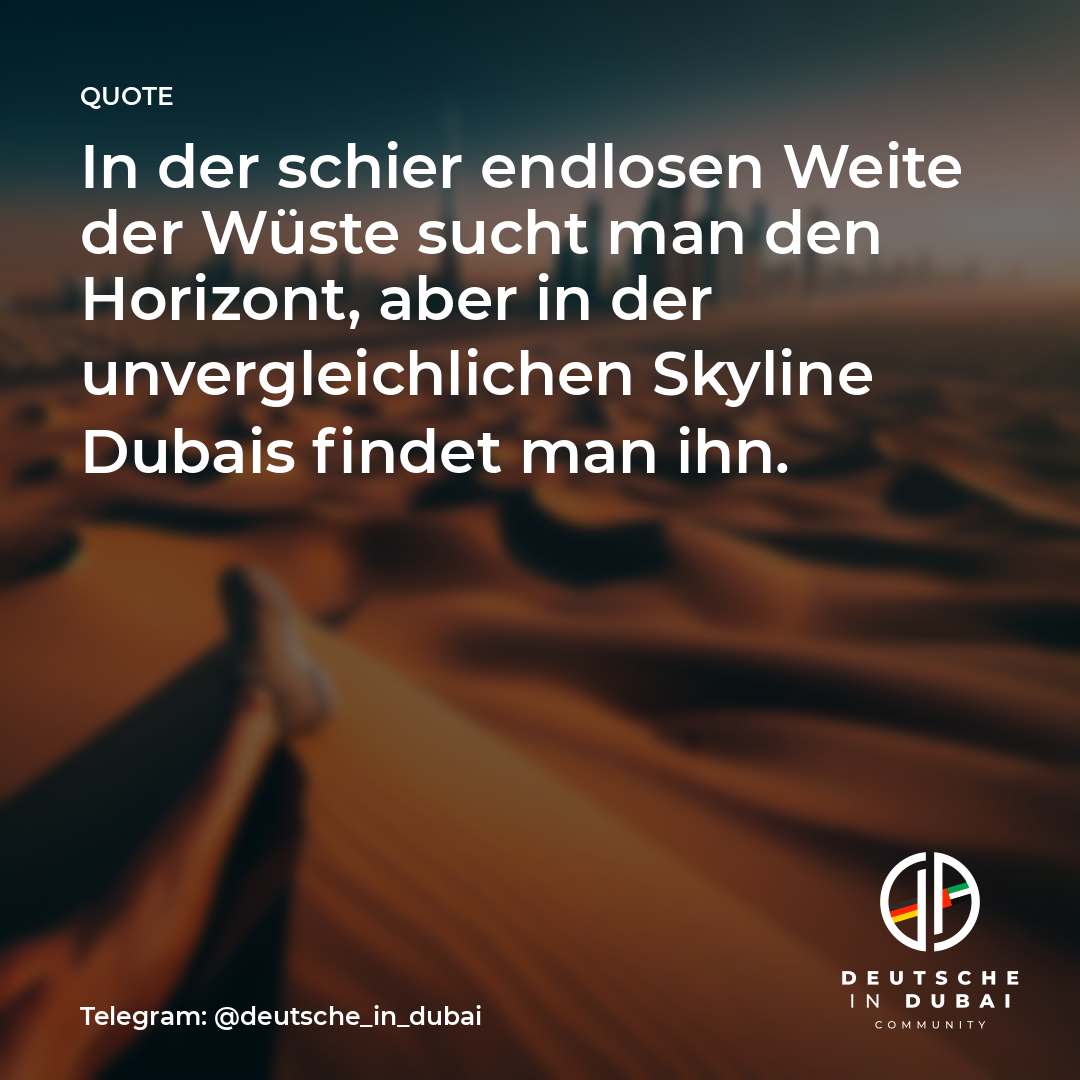 QUOTE
In der schier endlosen Weite
der Wüste sucht man den
Horizont, aber in der
unvergleichlichen Skyline
Dubais findet man ihn.
Telegram: @deutsche_in_dubai
DEUTSCHE
IN DUBAI
COMMUNITY